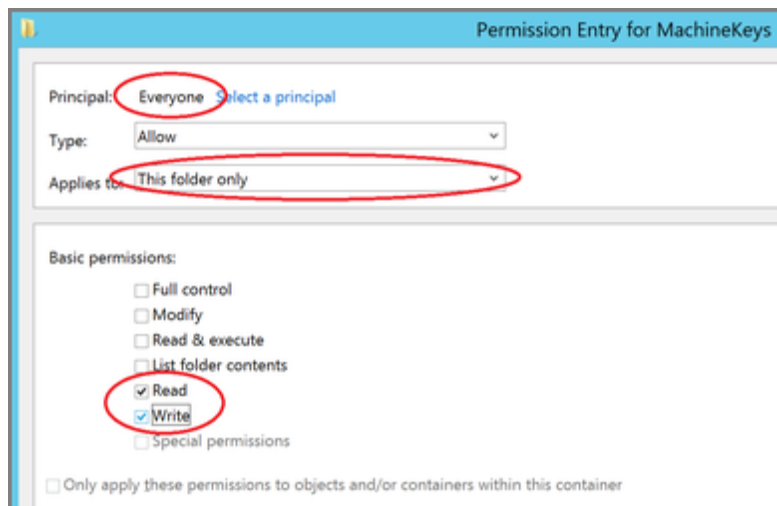 Permission Entry for MachineKeys
Principal: Everyone Select a principal
Type: Allow
Applies to: This folder only
Basic permissions:
Full control
Modify
Read & execute
List folder contents
Read
Write
Special permissions
Only apply these permissions to objects and/or containers within this container